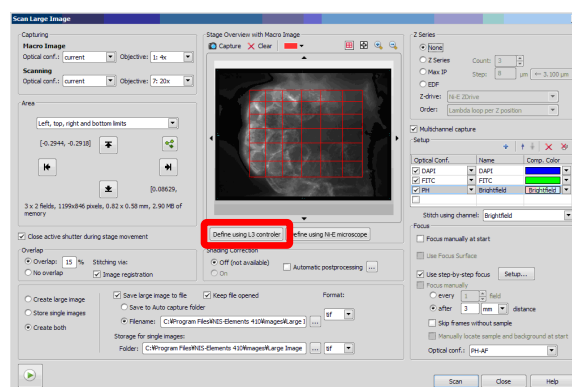 Scan Large Image
Capturing
Macro Image
Optical conf.: current Objective: 1: 4x
Scanning
Optical conf.: current Objective: 7: 20x
Area
Left, top, right and bottom limits
[-0.2944, -0.2918]
[0.08629,
3 x 2 fields, 1199x846 pixels, 0.82 x 0.58 mm, 2.90 MB of
memory
Close active shutter during stage movement
Overlap
Overlap: 15 % Stitching via:
No overlap Image registration
Create large image
Store single images
Create both
Stage Overview with Macro Image
Capture Clear
Define using L3 controler
efine using Ni-E microscope
Shading Correction
Off (not available)
On
Automatic postprocessing ...
Save large image to file Keep file opened Format:
Save to Auto capture folder
Filename: C:\Program Files\NIS-Elements 410\Images\Large I ... tif
Storage for single images:
Folder: C:\Program Files\NIS-Elements 410\Images\Large Image ... tif
Z Series
None
Z Series Count: 3
Max IP Step: 8 µm <-- 3.100 µm
EDF
Z-drive: Ni-E ZDrive
Order: Lambda loop per Z position
Multichannel capture
Setup
Optical Conf. Name Comp. Color
DAPI DAPI
FITC FITC
PH Brightfield Brightfield
Stitch using channel: Brightfield
Focus
Focus manually at start
Use Focus Surface
Use step-by-step focus Setup...
Focus manually
every 1 field
after 3 mm distance
Skip frames without sample
Manually locate sample and background at start
Optical conf.: PH-AF
Scan Close Help